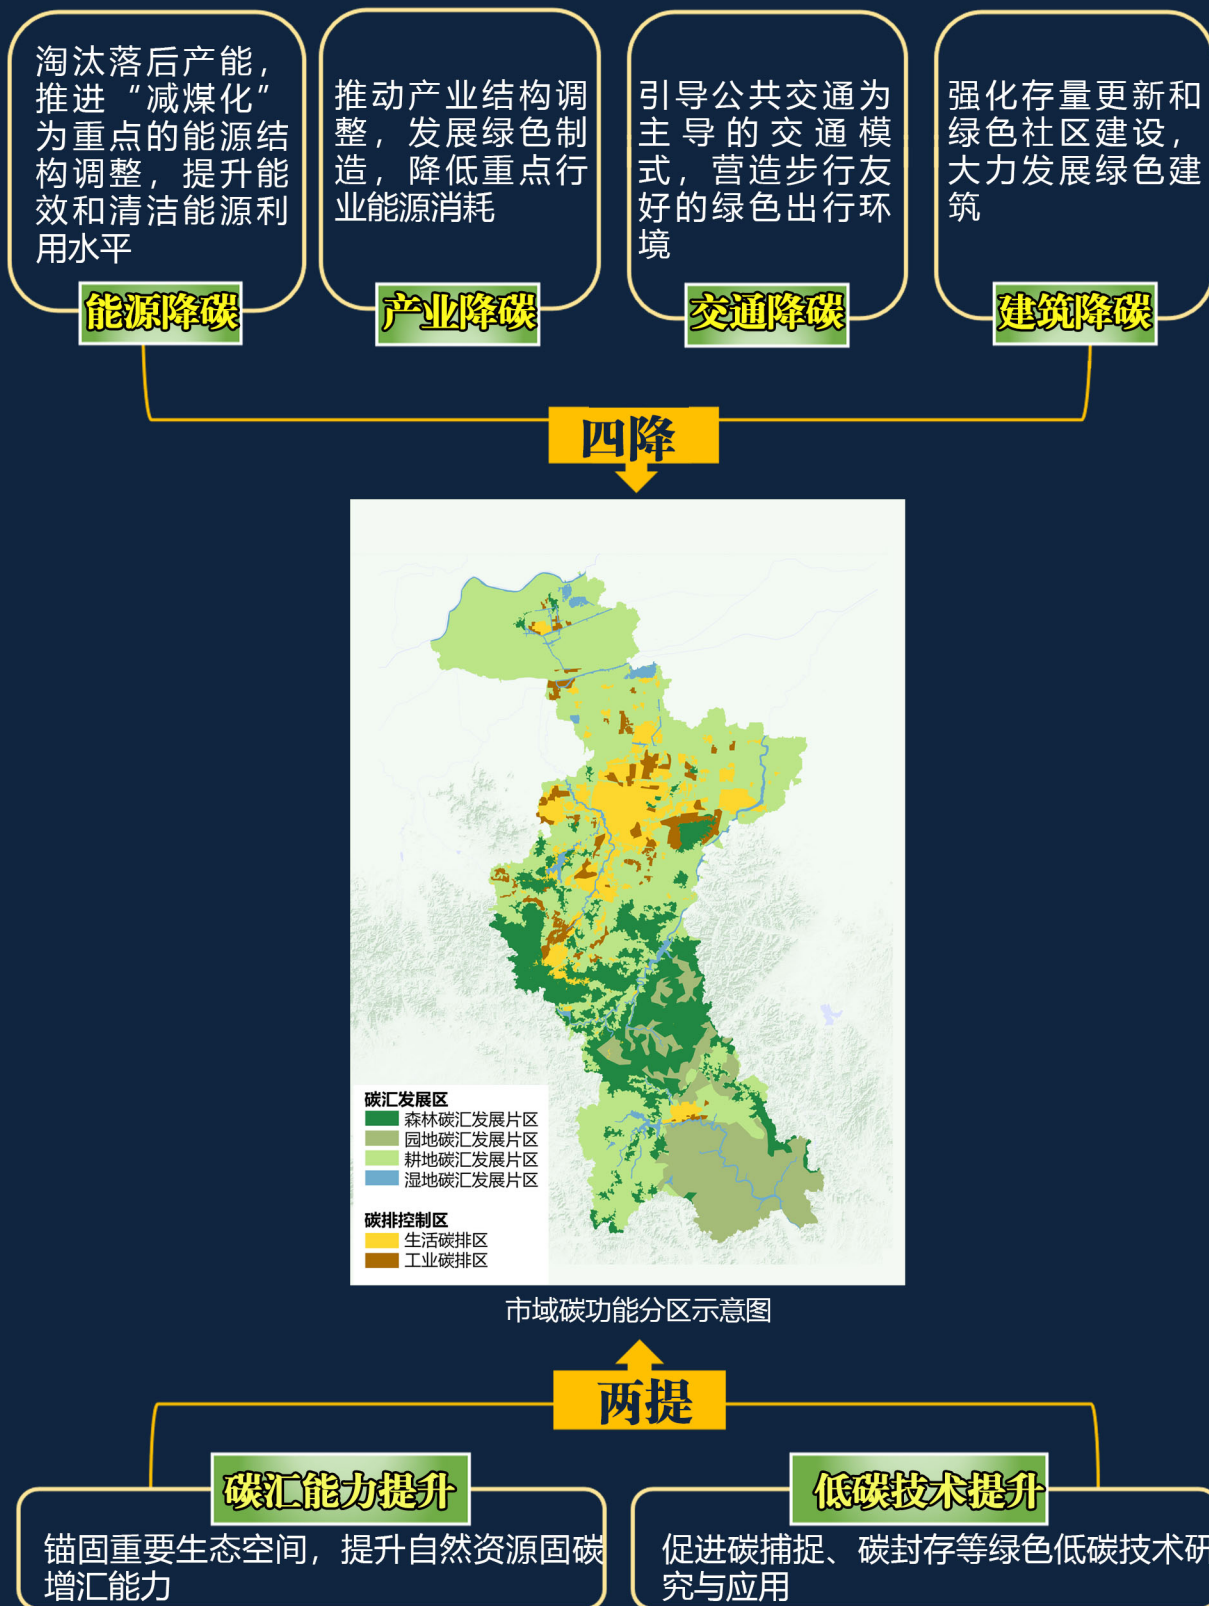 淘汰落后产能，
推进“减煤化”
为重点的能源结
构调整，提升能
效和清洁能源利
用水平
能源降碳
推动产业结构调
整，发展绿色制
造，降低重点行
业能源消耗
产业降碳
引导公共交通为
主导的交通模
式，营造步行友
好的绿色出行环
境
交通降碳
强化存量更新和
绿色社区建设，
大力发展绿色建
筑
建筑降碳
四降
碳汇发展区
森林碳汇发展片区
园地碳汇发展片区
耕地碳汇发展片区
湿地碳汇发展片区
碳排控制区
生活碳排区
工业碳排区
市域碳功能分区示意图
两提
碳汇能力提升
锚固重要生态空间，提升自然资源固碳
增汇能力
低碳技术提升
促进碳捕捉、碳封存等绿色低碳技术研
究与应用